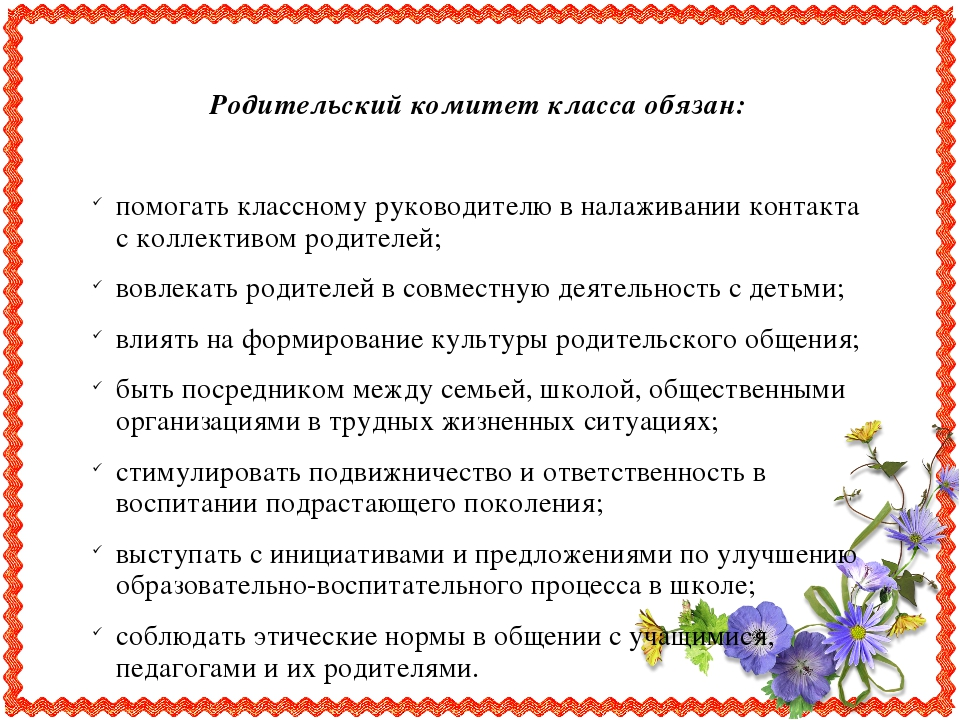 Родительский комитет класса обязан:
помогать классному руководителю в налаживании контакта
с коллективом родителей;
вовлекать родителей в совместную деятельность с детьми;
влиять на формирование культуры родительского общения;
быть посредником между семьей, школой, общественными
организациями в трудных жизненных ситуациях;
стимулировать подвижничество и ответственность в
воспитании подрастающего поколения;
выступать с инициативами и предложениями по улучшению
образовательно-воспитательного процесса в школе;
соблюдать этические нормы в общении с учащимися,
педагогами и их родителями.